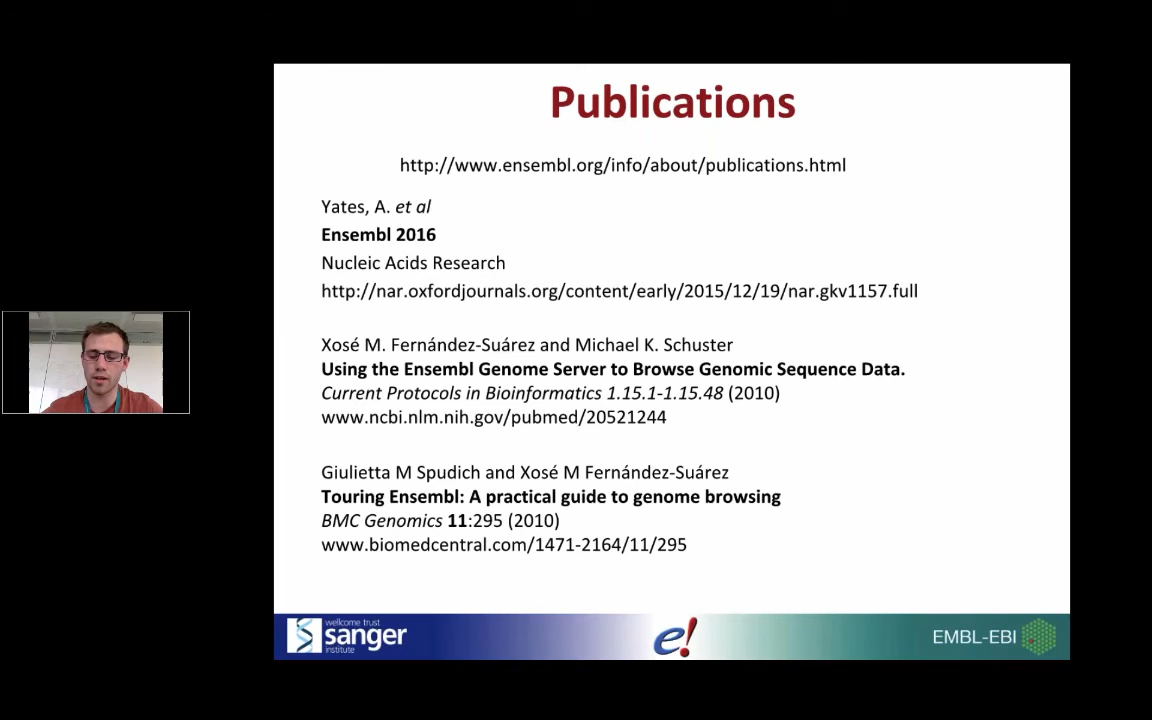 Publications
http://www.ensembl.org/info/about/publications.html
Yates, A. et al
Ensembl 2016
Nucleic Acids Research
http://nar.oxfordjournals.org/content/early/2015/12/19/nar.gkv1157.full
Xosé M. Fernández-Suárez and Michael K. Schuster
Using the Ensembl Genome Server to Browse Genomic Sequence Data.
Current Protocols in Bioinformatics 1.15.1-1.15.48 (2010)
www.ncbi.nlm.nih.gov/pubmed/20521244
Giulietta M Spudich and Xosé M Fernández-Suárez
Touring Ensembl: A practical guide to genome browsing
BMC Genomics 11:295 (2010)
www.biomedcentral.com/1471-2164/11/295
wellcome trust
sanger
institute
e!
EMBL-EBI